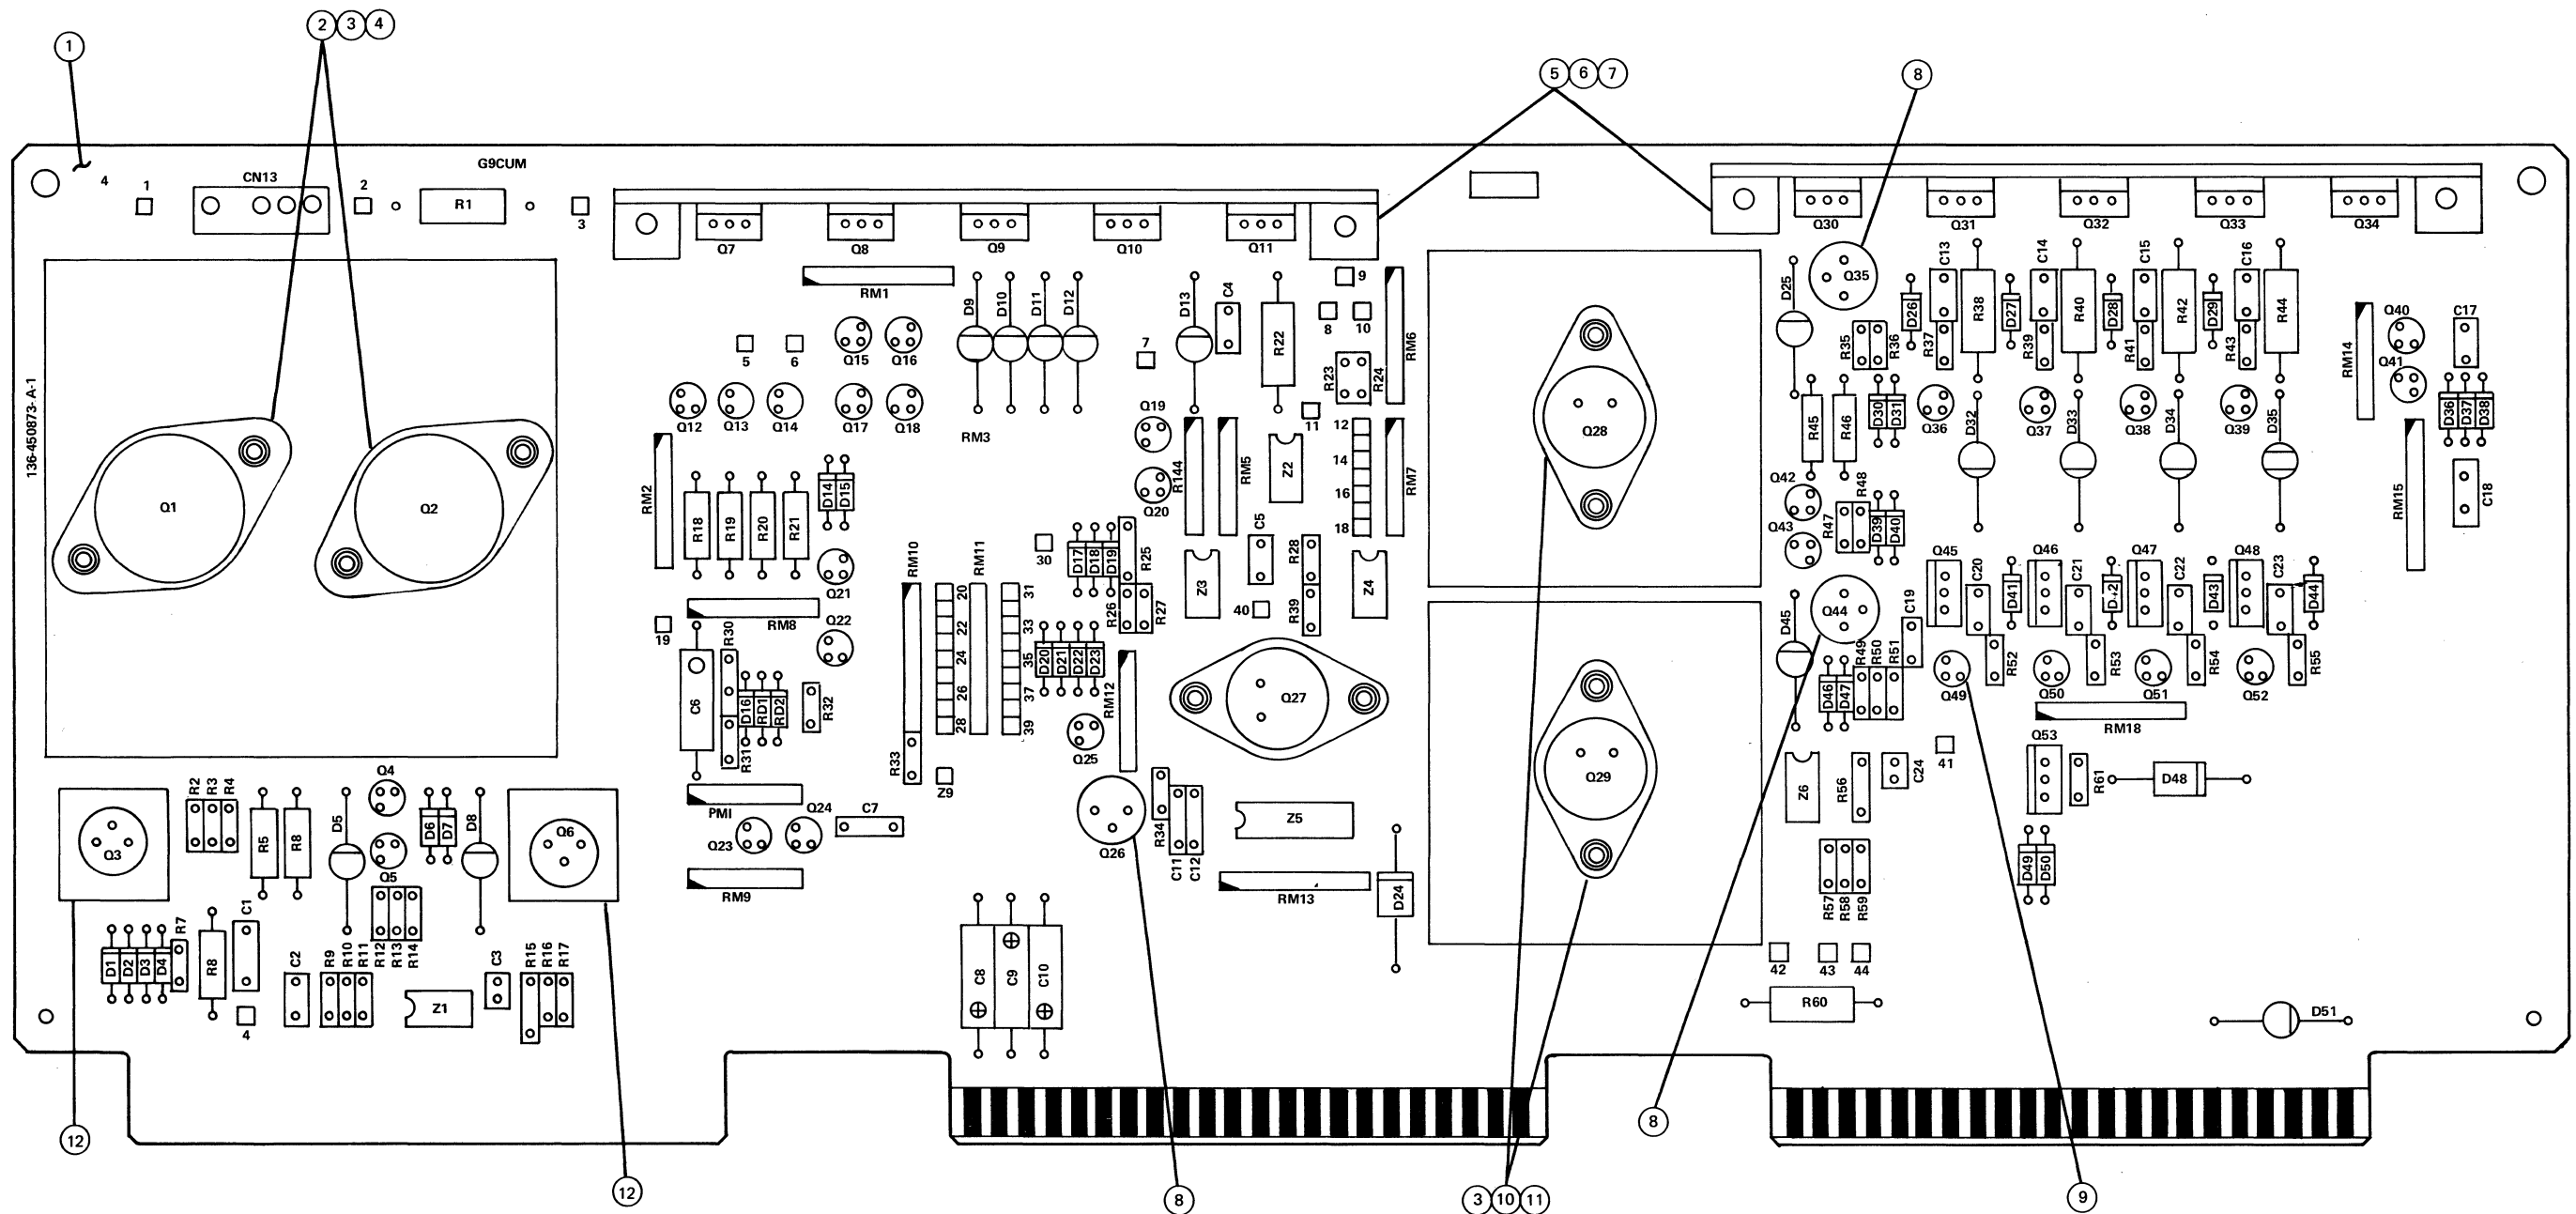 2 3 4
1
5 6 7
8
G9CUM
4
1
CN13
2
R1
3
Q7
Q8
Q9
Q10
Q11
Q30
Q31
Q32
Q33
Q34
136-450873- A-1
Q1
Q2
RM1
D9
D10
D11
D12
D13
C4
R22
9
8
10
RM6
5
6
Q15
Q16
7
R23
R24
Q12
Q13
Q14
Q17
Q18
RM3
Q19
11
RM2
R18
R19
R20
R21
D14
D15
Q20
R144
RM5
Z2
12
14
16
18
RM7
Q28
D25
Q35
D26
C13
R38
D27
C14
R40
D28
C15
R42
D29
C16
R44
R35
R36
R37
R39
R41
R43
RM14
Q40
Q41
C17
R45
R46
D30
D31
Q36
D32
Q37
D33
Q38
D34
Q39
D35
D36
D37
D38
RM15
C18
Q42
Q43
R47
R48
D39
D40
Q21
RM10
RM11
30
D17
D18
D19
R25
C5
R28
Z3
Z4
20
22
24
26
28
31
33
35
37
39
R26
R27
40
R39
19
RM8
Q22
R30
C6
D16
RD1
RD2
R31
R32
D20
D21
D22
D23
RM12
Q27
Q25
R33
Z9
PMI
Q23
Q24
C7
RM9
Q26
R34
C11
C12
Z5
RM13
D24
Q29
C8
C9
C10
Q45
C20
D41
Q46
C21
D42
Q47
C22
D43
Q48
C23
D44
Q44
D45
C19
R49
R50
R51
D46
D47
Q49
R52
Q50
R53
Q51
R54
Q52
R55
RM18
Z6
R56
C24
41
Q53
R61
D48
R57
R58
R59
D49
D50
42
43
44
R60
D51
Q3
R2
R3
R4
R5
R8
D5
Q4
Q5
D6
D7
D8
Q6
D1
D2
D3
D4
R7
R8
C1
4
C2
R9
R10
R11
R12
R13
R14
Z1
C3
R15
R16
R17
12
12
8
3 10 11
8
9